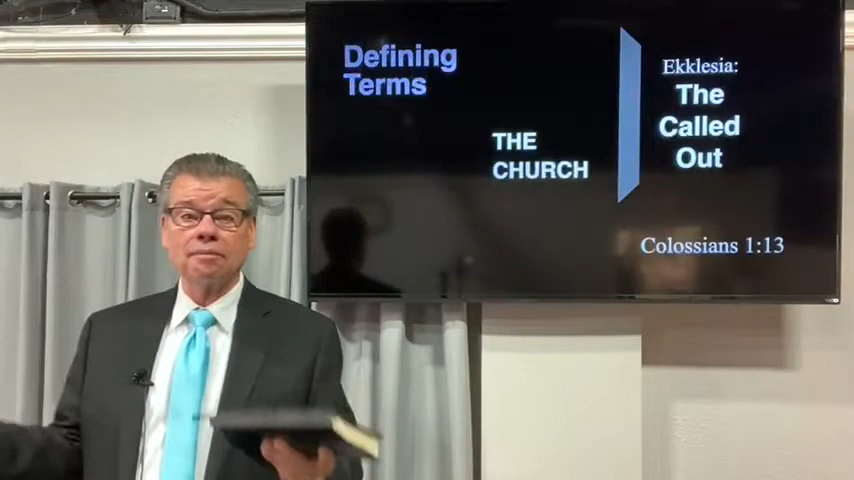 Defining
Terms
THE
CHURCH
Ekklesia:
The
Called
Out
Colossians 1:13